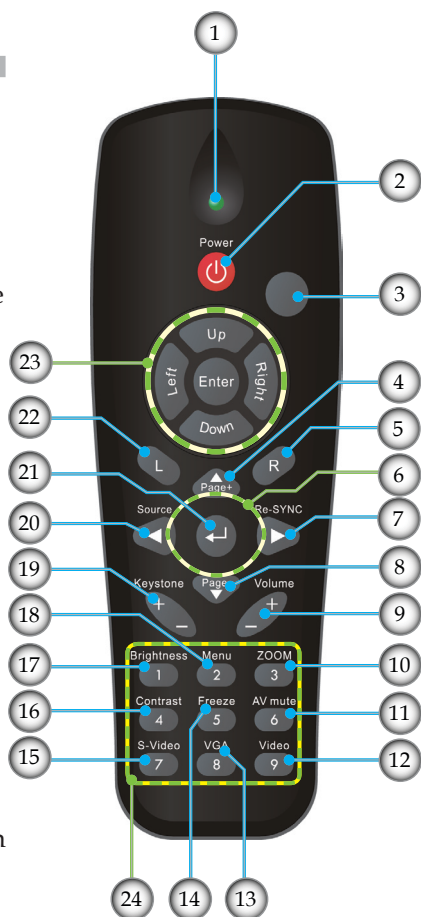 1
Power
2
3
e
Up
Left Enter Right
Down
23
4
22
L R
5
Page+
21
6
Source Re-SYNC
20
7
Page-
8
19
Keystone Volume
+ +
- -
9
18
Brightness Menu ZOOM
17
1 2 3
10
Contrast Freeze AV mute
16
4 5 6
11
S-Video VGA Video
15
7 8 9
12
n
24 14 13